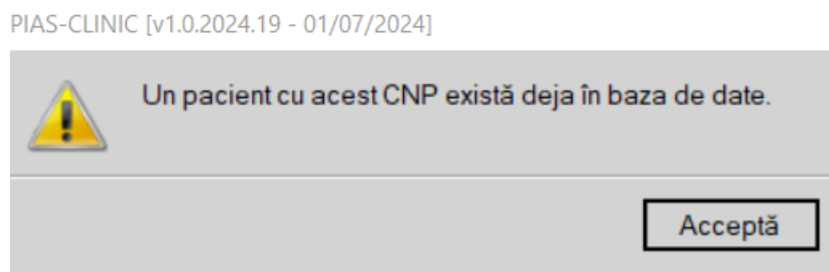 PIAS-CLINIC [v1.0.2024.19 - 01/07/2024]
Un pacient cu acest CNP există deja în baza de date.
Acceptă